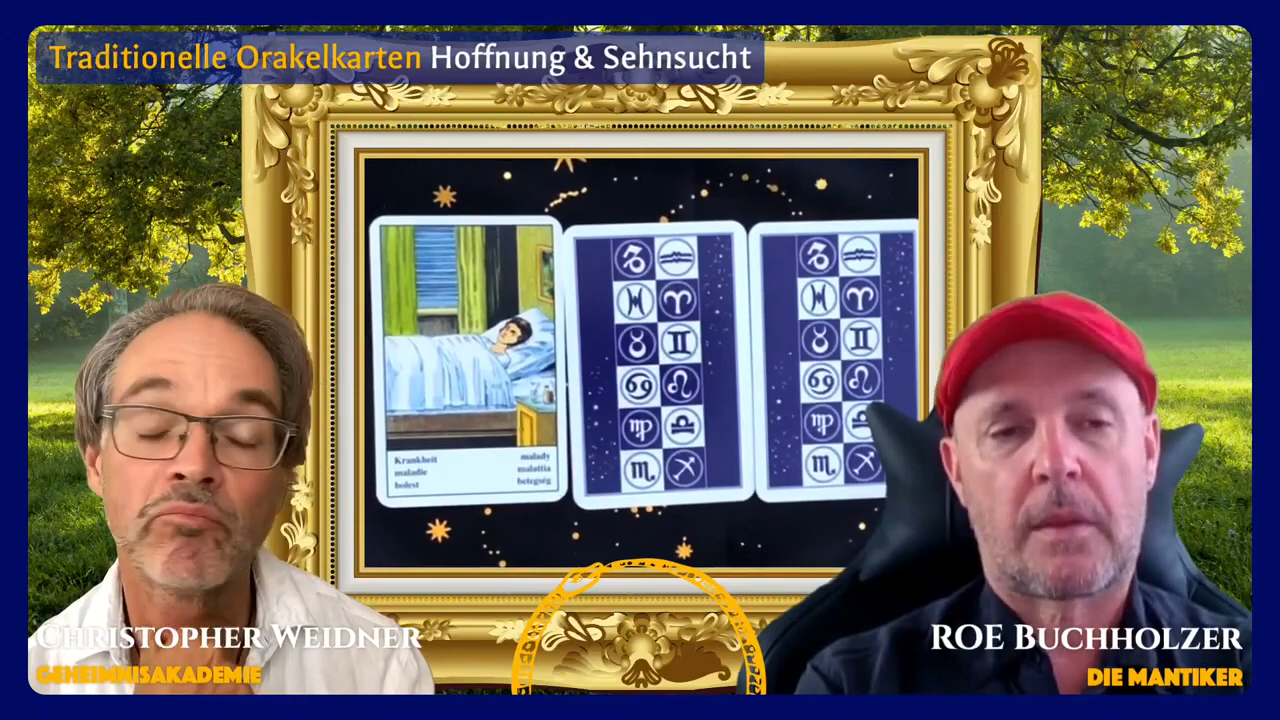 Traditionelle Orakelkarten Hoffnung & Sehnsucht
Krankheit
maladie
bolest
malady
malattia
betegség
CHRISTOPHER WEIDNER
GEHEIMNISAKADEMIE
ROE BUCHHOLZER
DIE MANTIKER